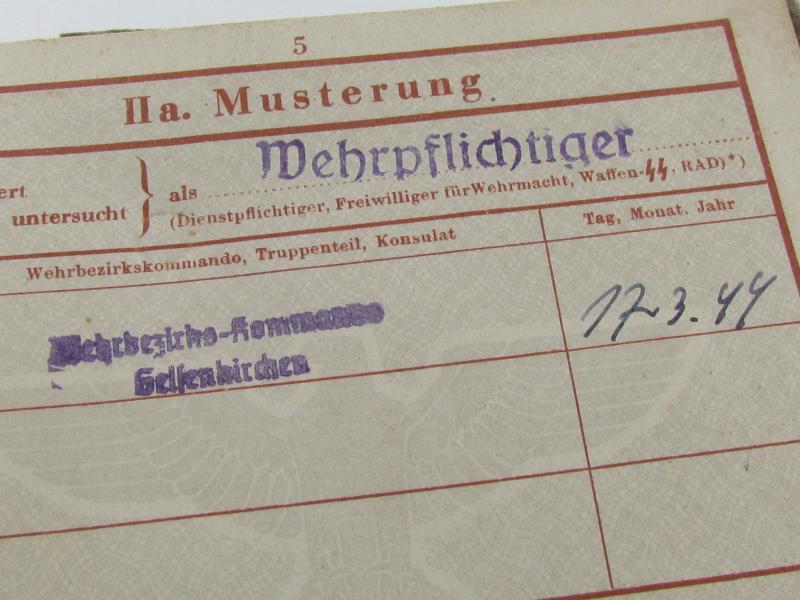 5
IIa. Musterung
ert
untersucht
als Wehrpflichtiger
(Dienstpflichtiger, Freiwilliger für Wehrmacht, Waffen-ϟϟ, RAD)*)
Wehrbezirkskommando, Truppenteil, Konsulat
Tag, Monat, Jahr
Wehrbezirks-Kommando
Gelsenkirchen
17.3.44